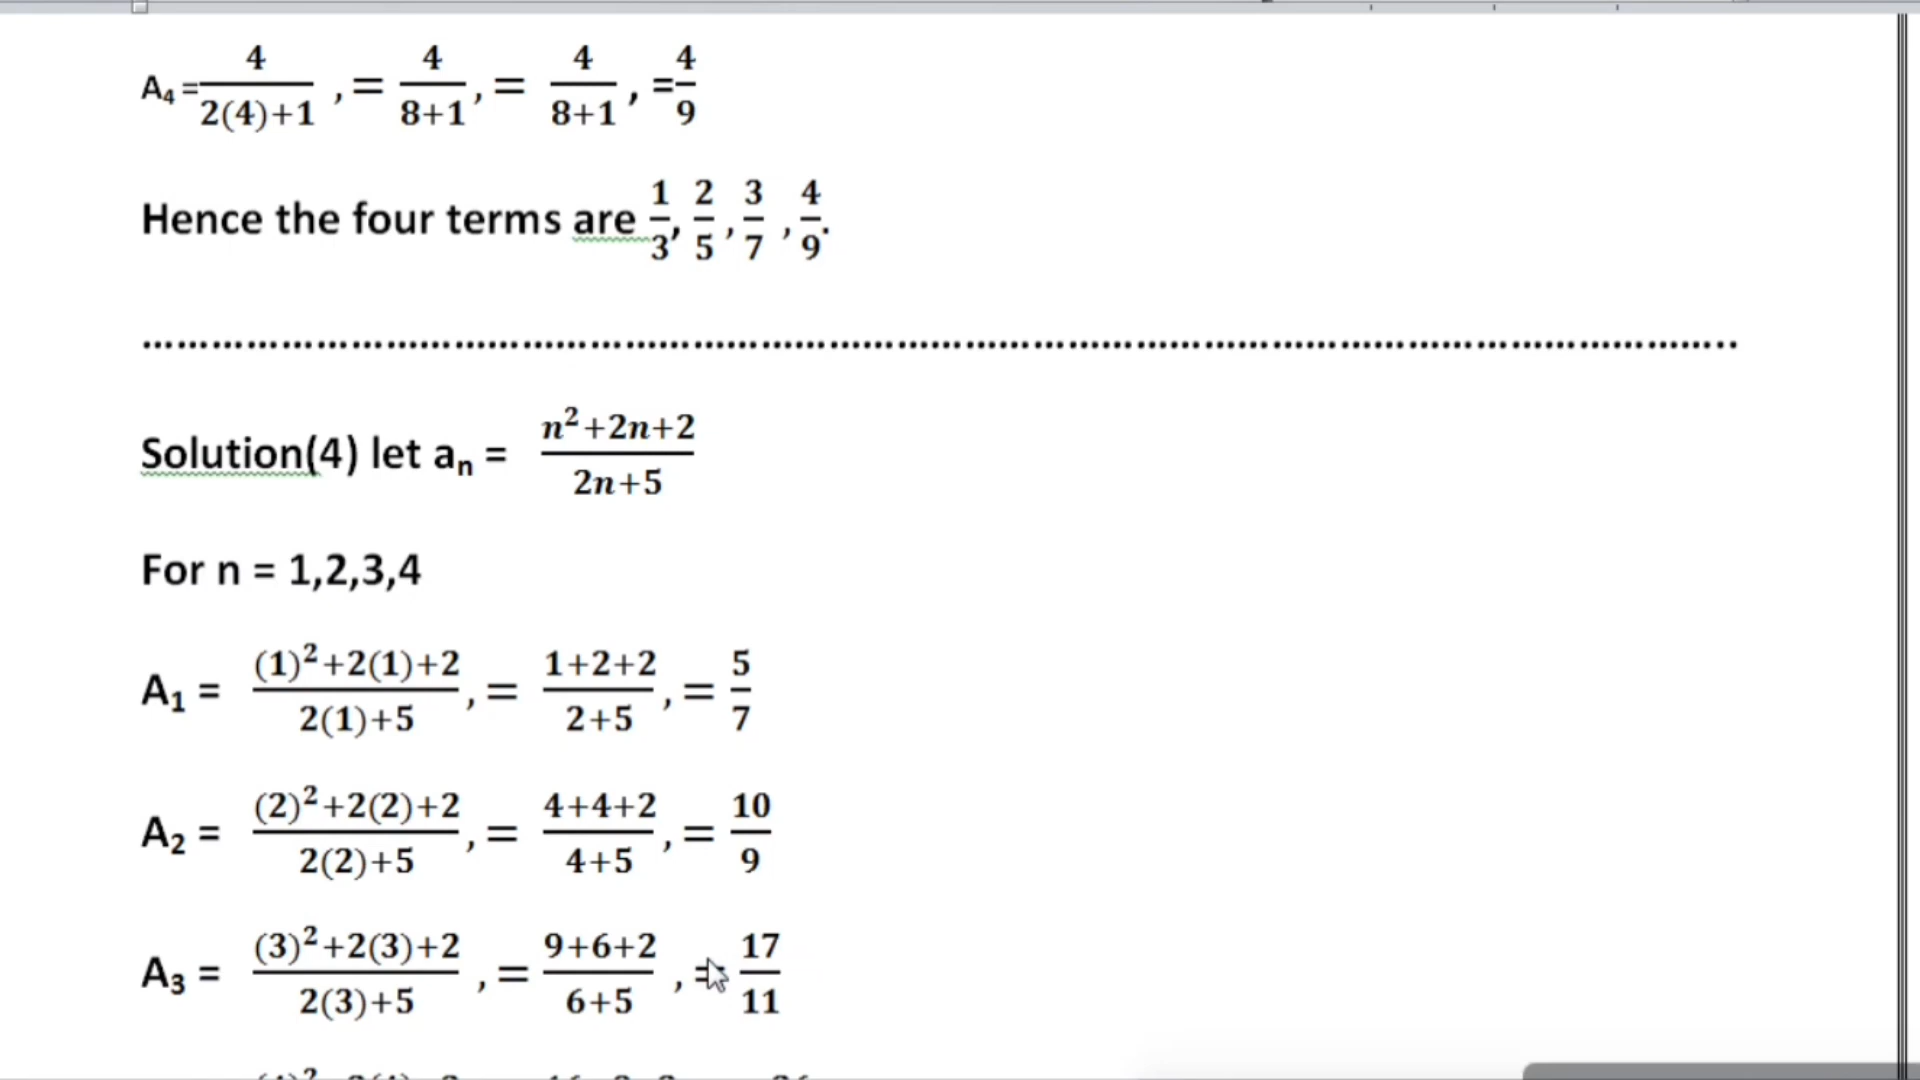 A₄ = 4/(2(4)+1) , = 4/(8+1) , = 4/(8+1) , = 4/9
Hence the four terms are 1/3, 2/5 , 3/7 , 4/9.
................................................................................
Solution(4) let aₙ = (n²+2n+2)/(2n+5)
For n = 1,2,3,4
A₁ = ((1)²+2(1)+2)/(2(1)+5) , = (1+2+2)/(2+5) , = 5/7
A₂ = ((2)²+2(2)+2)/(2(2)+5) , = (4+4+2)/(4+5) , = 10/9
A₃ = ((3)²+2(3)+2)/(2(3)+5) , = (9+6+2)/(6+5) , = 17/11